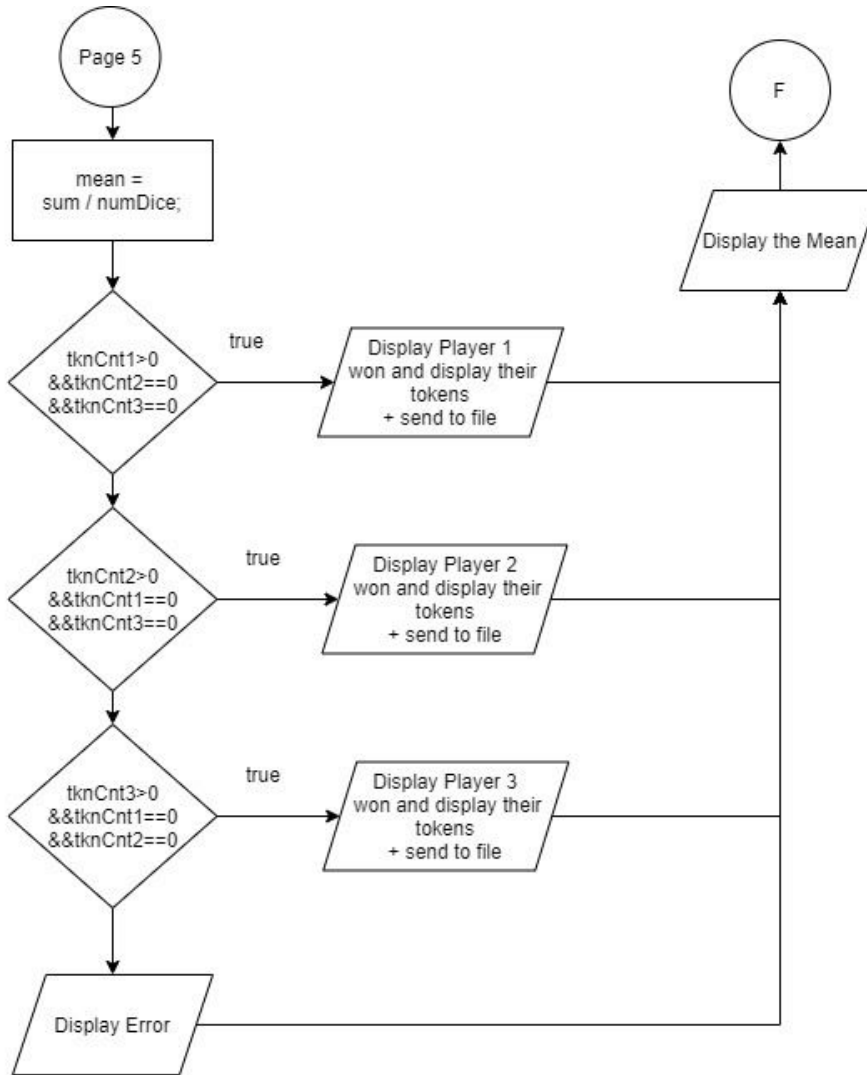 Page 5
mean =
sum / numDice;
tknCnt1>0
&&tknCnt2==0
&&tknCnt3==0
true
Display Player 1
won and display their
tokens
+ send to file
tknCnt2>0
&&tknCnt1==0
&&tknCnt3==0
true
Display Player 2
won and display their
tokens
+ send to file
tknCnt3>0
&&tknCnt1==0
&&tknCnt2==0
true
Display Player 3
won and display their
tokens
+ send to file
Display Error
Display the Mean
F